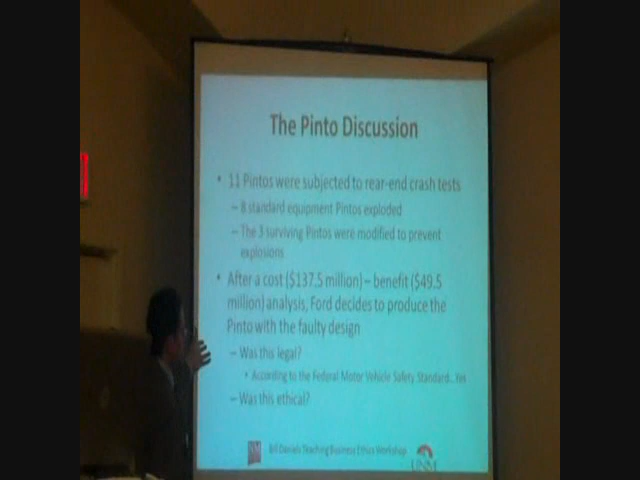 The Pinto Discussion
• 11 Pintos were subjected to rear-end crash tests
– 8 standard equipment Pintos exploded
– The 3 surviving Pintos were modified to prevent
explosions
• After a cost ($137.5 million) – benefit ($49.5
million) analysis, Ford decides to produce the
Pinto with the faulty design
– Was this legal?
• According to the Federal Motor Vehicle Safety Standard...Yes
– Was this ethical?
Bill Daniels Teaching Business Ethics Workshop
UNM